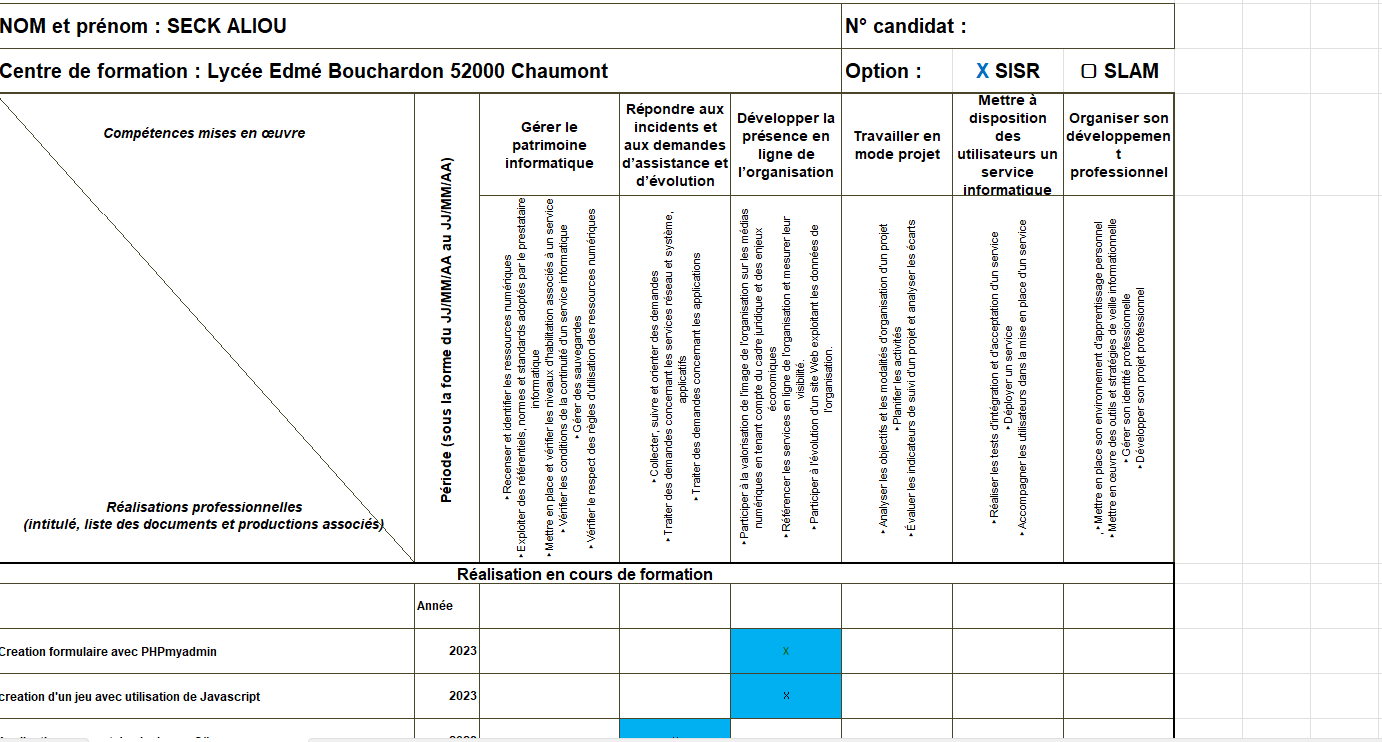 NOM et prénom : SECK ALIOU
N° candidat :
Centre de formation : Lycée Edmé Bouchardon 52000 Chaumont
Option :
X SISR
SLAM
Compétences mises en œuvre
Réalisations professionnelles
(intitulé, liste des documents et productions associés)
Période (sous la forme du JJ/MM/AA au JJ/MM/AA)
Gérer le
patrimoine
informatique
Répondre aux
incidents et
aux demandes
d’assistance et
d’évolution
Développer la
présence en
ligne de
l’organisation
Travailler en
mode projet
Mettre à
disposition
des
utilisateurs un
service
informatique
Organiser son
développemen
t
professionnel
‣ Recenser et identifier les ressources numériques
‣ Exploiter des référentiels, normes et standards adoptés par le prestataire
informatique
‣ Mettre en place et vérifier les niveaux d’habilitation associés à un service
‣ Vérifier les conditions de la continuité d’un service informatique
‣ Gérer des sauvegardes
‣ Vérifier le respect des règles d’utilisation des ressources numériques
‣ Collecter, suivre et orienter des demandes
‣ Traiter des demandes concernant les services réseau et système,
applicatifs
‣ Traiter des demandes concernant les applications
‣ Participer à la valorisation de l’image de l’organisation sur les médias
numériques en tenant compte du cadre juridique et des enjeux
économiques
‣ Référencer les services en ligne de l’organisation et mesurer leur
visibilité.
‣ Participer à l’évolution d’un site Web exploitant les données de
l’organisation.
‣ Analyser les objectifs et les modalités d’organisation d’un projet
‣ Planifier les activités
‣ Évaluer les indicateurs de suivi d’un projet et analyser les écarts
‣ Réaliser les tests d’intégration et d’acceptation d’un service
‣ Déployer un service
‣ Accompagner les utilisateurs dans la mise en place d’un service
‣ Mettre en place son environnement d’apprentissage personnel
‣ Mettre en œuvre des outils et stratégies de veille informationnelle
‣ Gérer son identité professionnelle
‣ Développer son projet professionnel
Réalisation en cours de formation
Année
Creation formulaire avec PHPmyadmin
2023
X
creation d'un jeu avec utilisation de Javascript
2023
X